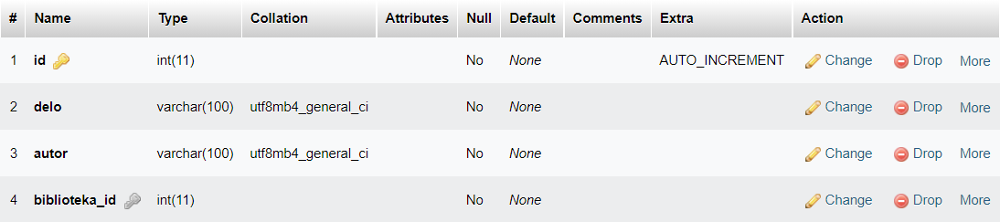 # Name Type Collation Attributes Null Default Comments Extra Action
1 id int(11) No None AUTO_INCREMENT Change Drop More
2 delo varchar(100) utf8mb4_general_ci No None Change Drop More
3 autor varchar(100) utf8mb4_general_ci No None Change Drop More
4 biblioteka_id int(11) No None Change Drop More